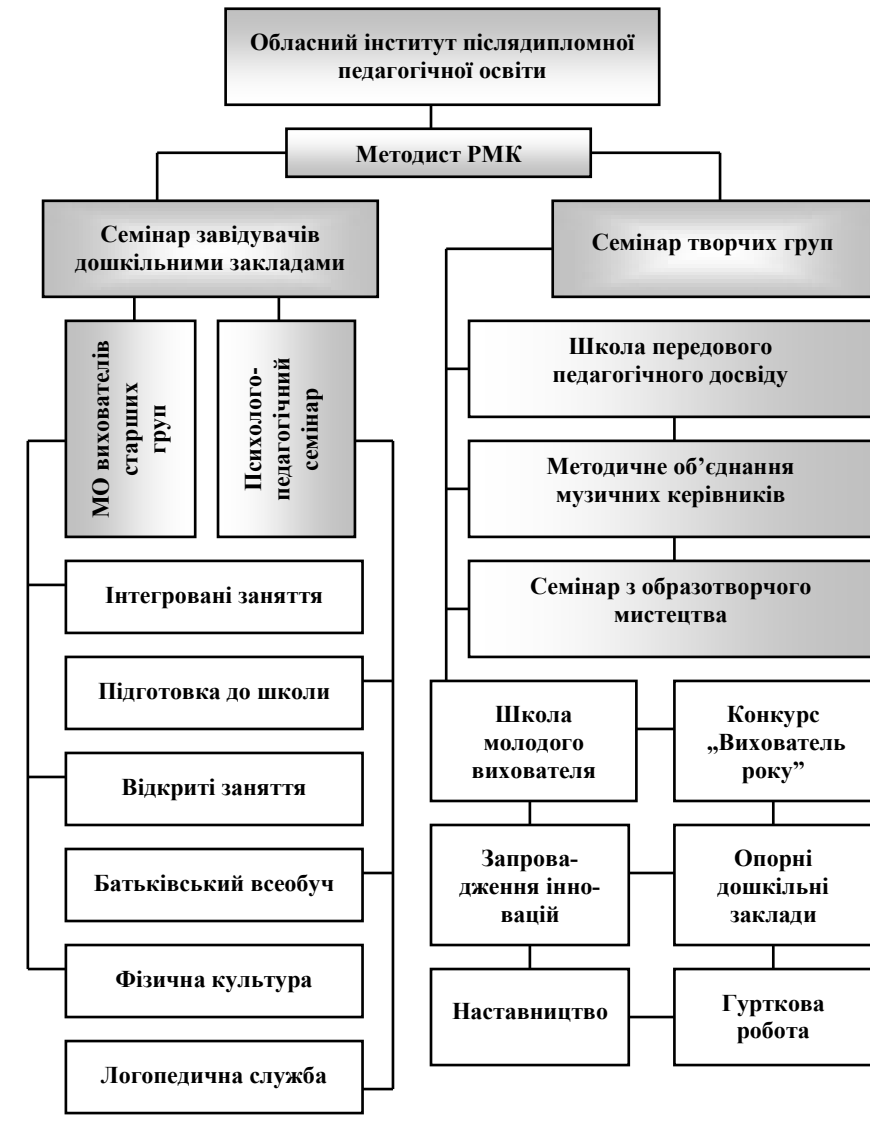 Обласний інститут післядипломної
педагогічної освіти
Методист РМК
Семінар завідувачів
дошкільними закладами
МО вихователів
старших
груп
Психолого-
педагогічний
семінар
Інтегровані заняття
Підготовка до школи
Відкриті заняття
Батьківський всеобуч
Фізична культура
Логопедична служба
Семінар творчих груп
Школа передового
педагогічного досвіду
Методичне об’єднання
музичних керівників
Семінар з образотворчого
мистецтва
Школа
молодого
вихователя
Конкурс
„Вихователь
року”
Запрова-
дження інно-
вацій
Опорні
дошкільні
заклади
Наставництво
Гурткова
робота